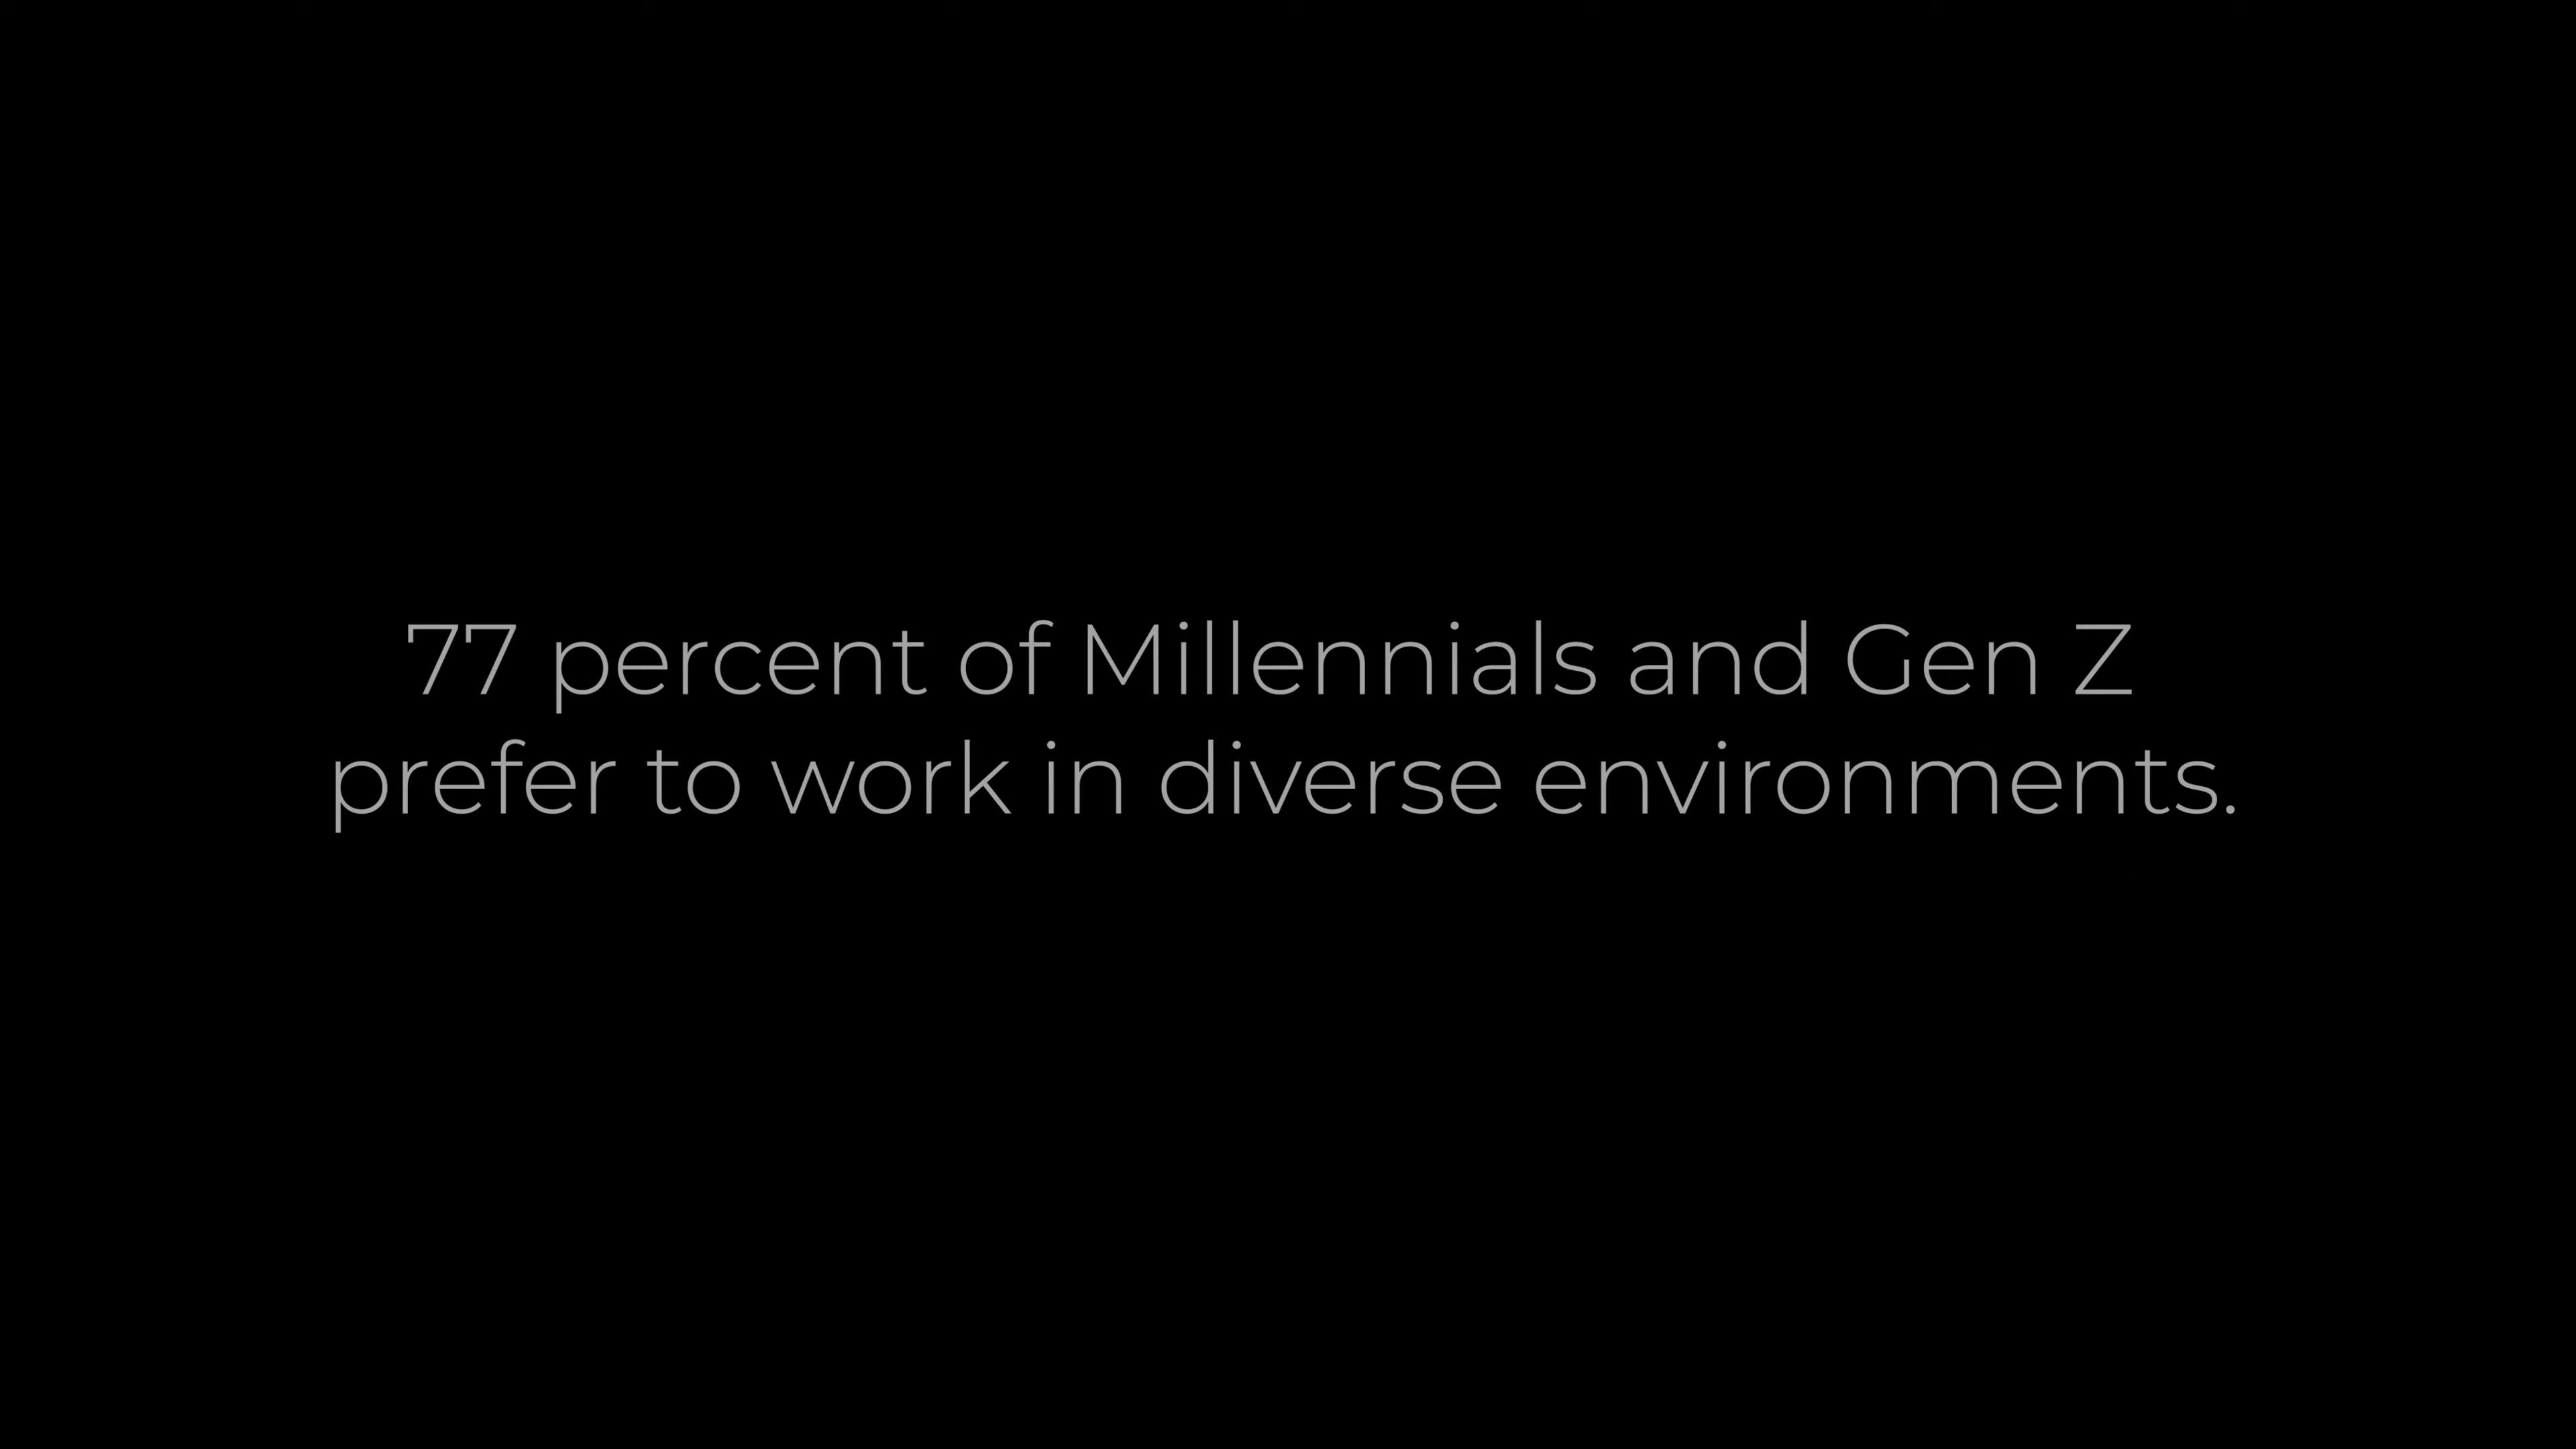 77 percent of Millennials and Gen Z
prefer to work in diverse environments.